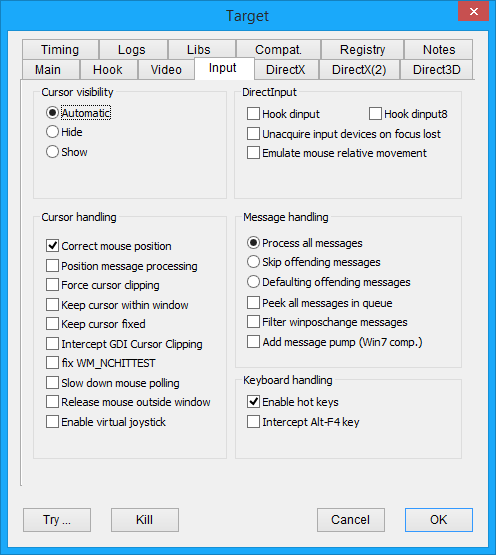 Target
Timing Logs Libs Compat. Registry Notes
Main Hook Video Input DirectX DirectX(2) Direct3D
Cursor visibility
Automatic
Hide
Show
DirectInput
Hook dinput Hook dinput8
Unacquire input devices on focus lost
Emulate mouse relative movement
Cursor handling
Correct mouse position
Position message processing
Force cursor clipping
Keep cursor within window
Keep cursor fixed
Intercept GDI Cursor Clipping
fix WM_NCHITTEST
Slow down mouse polling
Release mouse outside window
Enable virtual joystick
Message handling
Process all messages
Skip offending messages
Defaulting offending messages
Peek all messages in queue
Filter winposchange messages
Add message pump (Win7 comp.)
Keyboard handling
Enable hot keys
Intercept Alt-F4 key
Try ... Kill Cancel OK